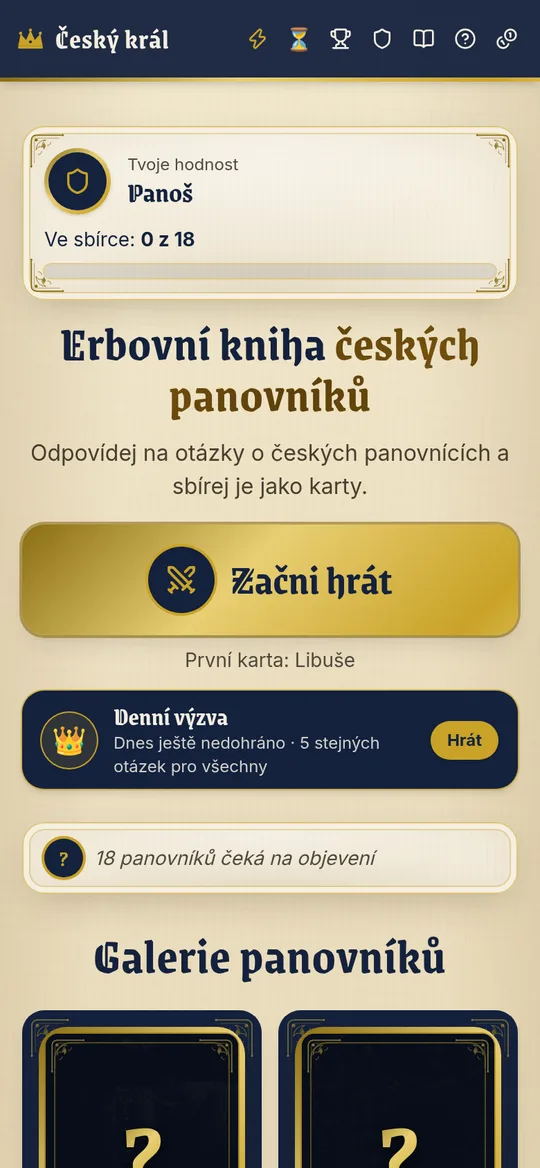 Český král
Tvoje hodnost
Panoš
Ve sbírce: 0 z 18
Erbovní kniha českých
panovníků
Odpovídej na otázky o českých panovnících a
sbírej je jako karty.
Začni hrát
První karta: Libuše
Denní výzva
Dnes ještě nedohráno · 5 stejných
otázek pro všechny
Hrát
? 18 panovníků čeká na objevení
Galerie panovníků
? ?